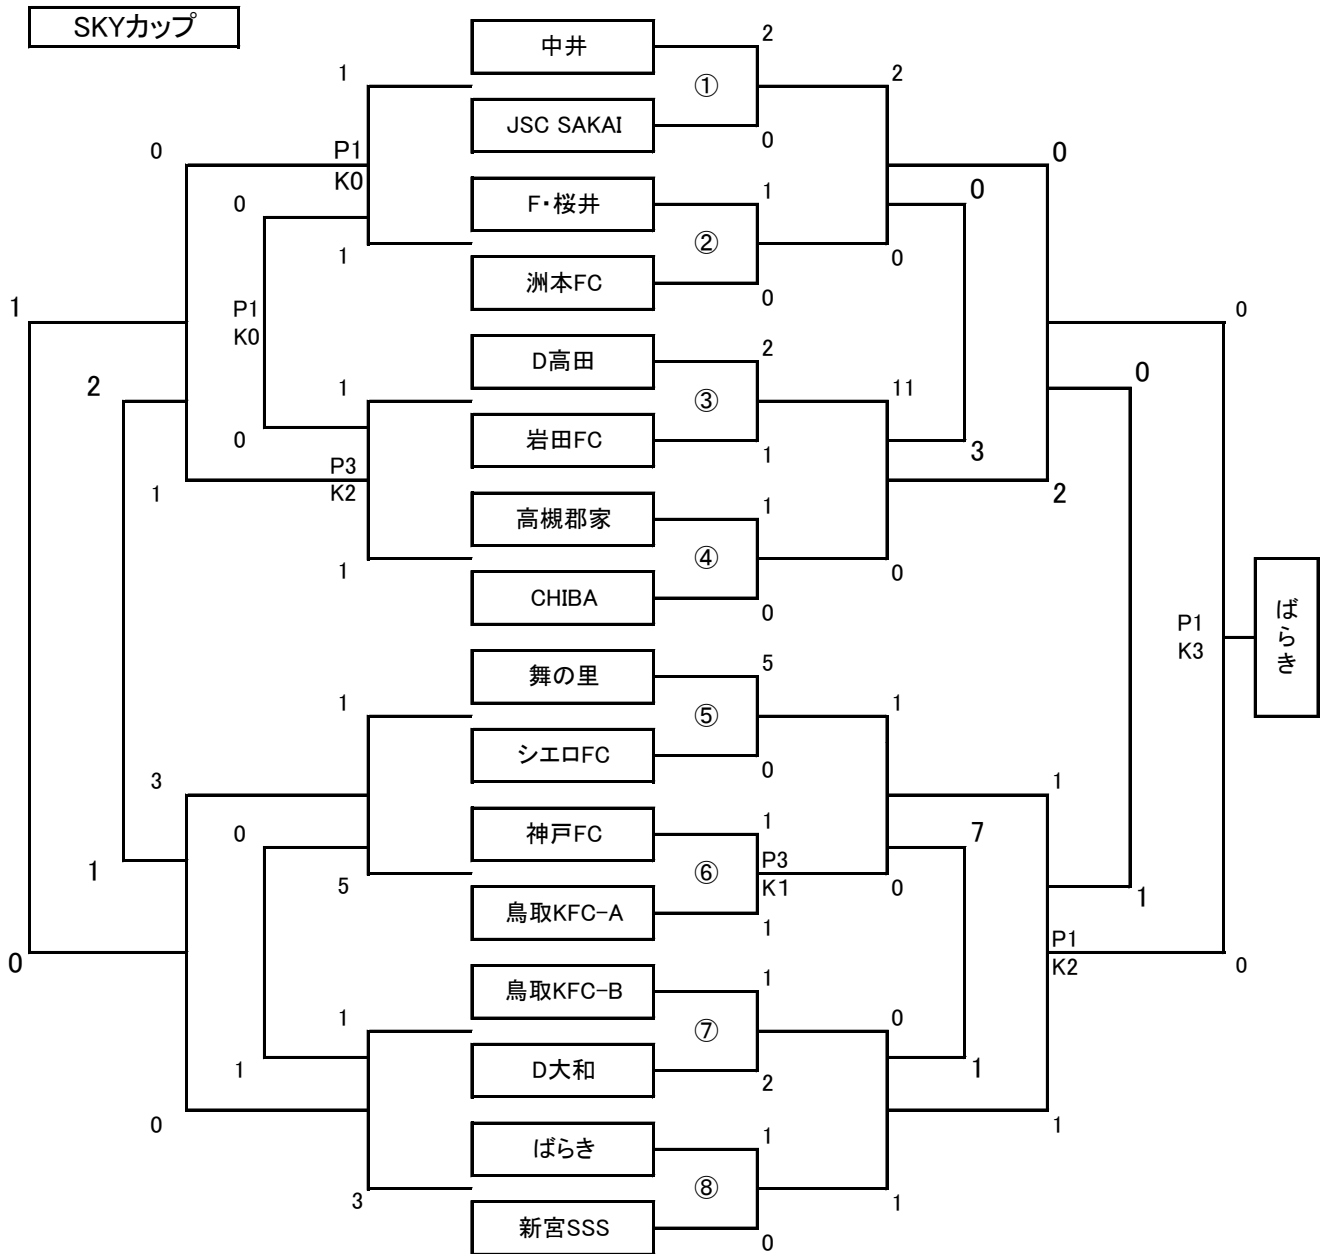 SKYカップ
中井
2
1
①
2
JSC SAKAI
0
0
P1
K0
0
F・桜井
1
0
0
1
②
0
洲本FC
0
1
P1
K0
0
D高田
2
2
1
③
11
0
岩田FC
0
1
3
P3
K2
1
2
高槻郡家
1
④
1
0
CHIBA
0
P1
K3
ばらき
舞の里
5
1
⑤
1
シエロFC
0
3
1
神戸FC
1
0
7
1
⑥
P3
K1
5
0
1
鳥取KFC-A
1
P1
K2
0
0
鳥取KFC-B
1
1
⑦
0
D大和
1
1
2
0
1
ばらき
1
3
⑧
1
新宮SSS
0